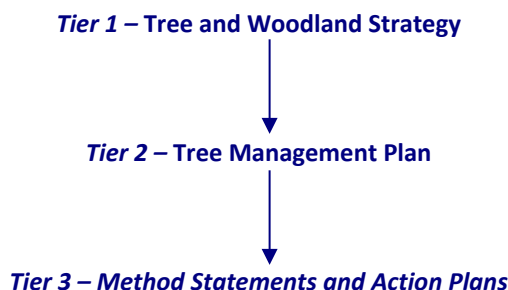 Tier 1 – Tree and Woodland Strategy
Tier 2 – Tree Management Plan
Tier 3 – Method Statements and Action Plans